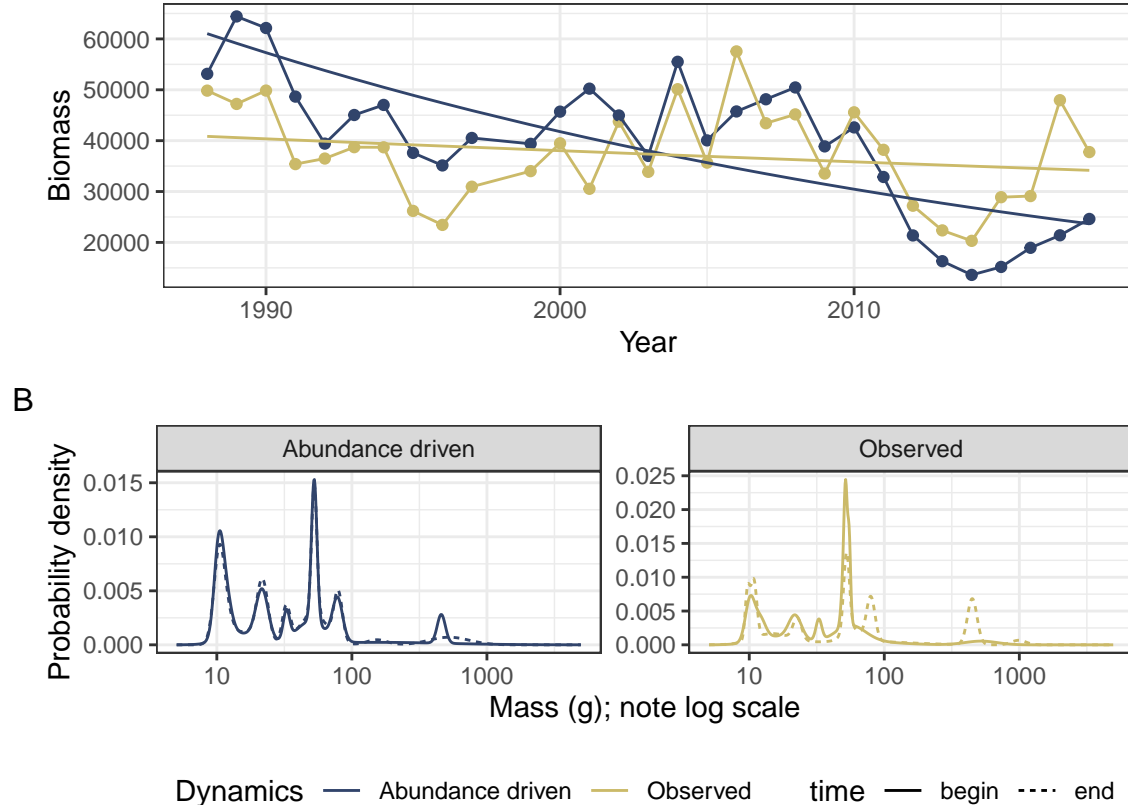 60000
50000
40000
30000
20000
Biomass
1990 2000 2010
Year
B
Abundance driven Observed
Probability density
0.015
0.010
0.005
0.000
0.025
0.020
0.015
0.010
0.005
0.000
10 100 1000 10 100 1000
Mass (g); note log scale
Dynamics Abundance driven Observed time begin end